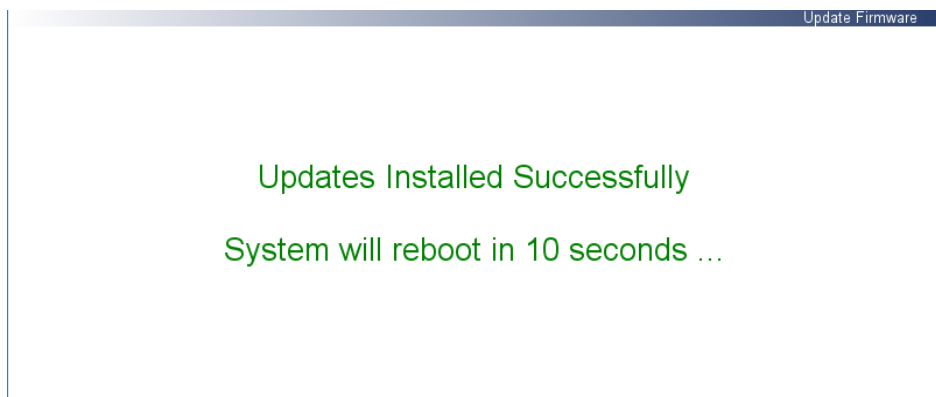 Update Firmware
Updates Installed Successfully
System will reboot in 10 seconds ...